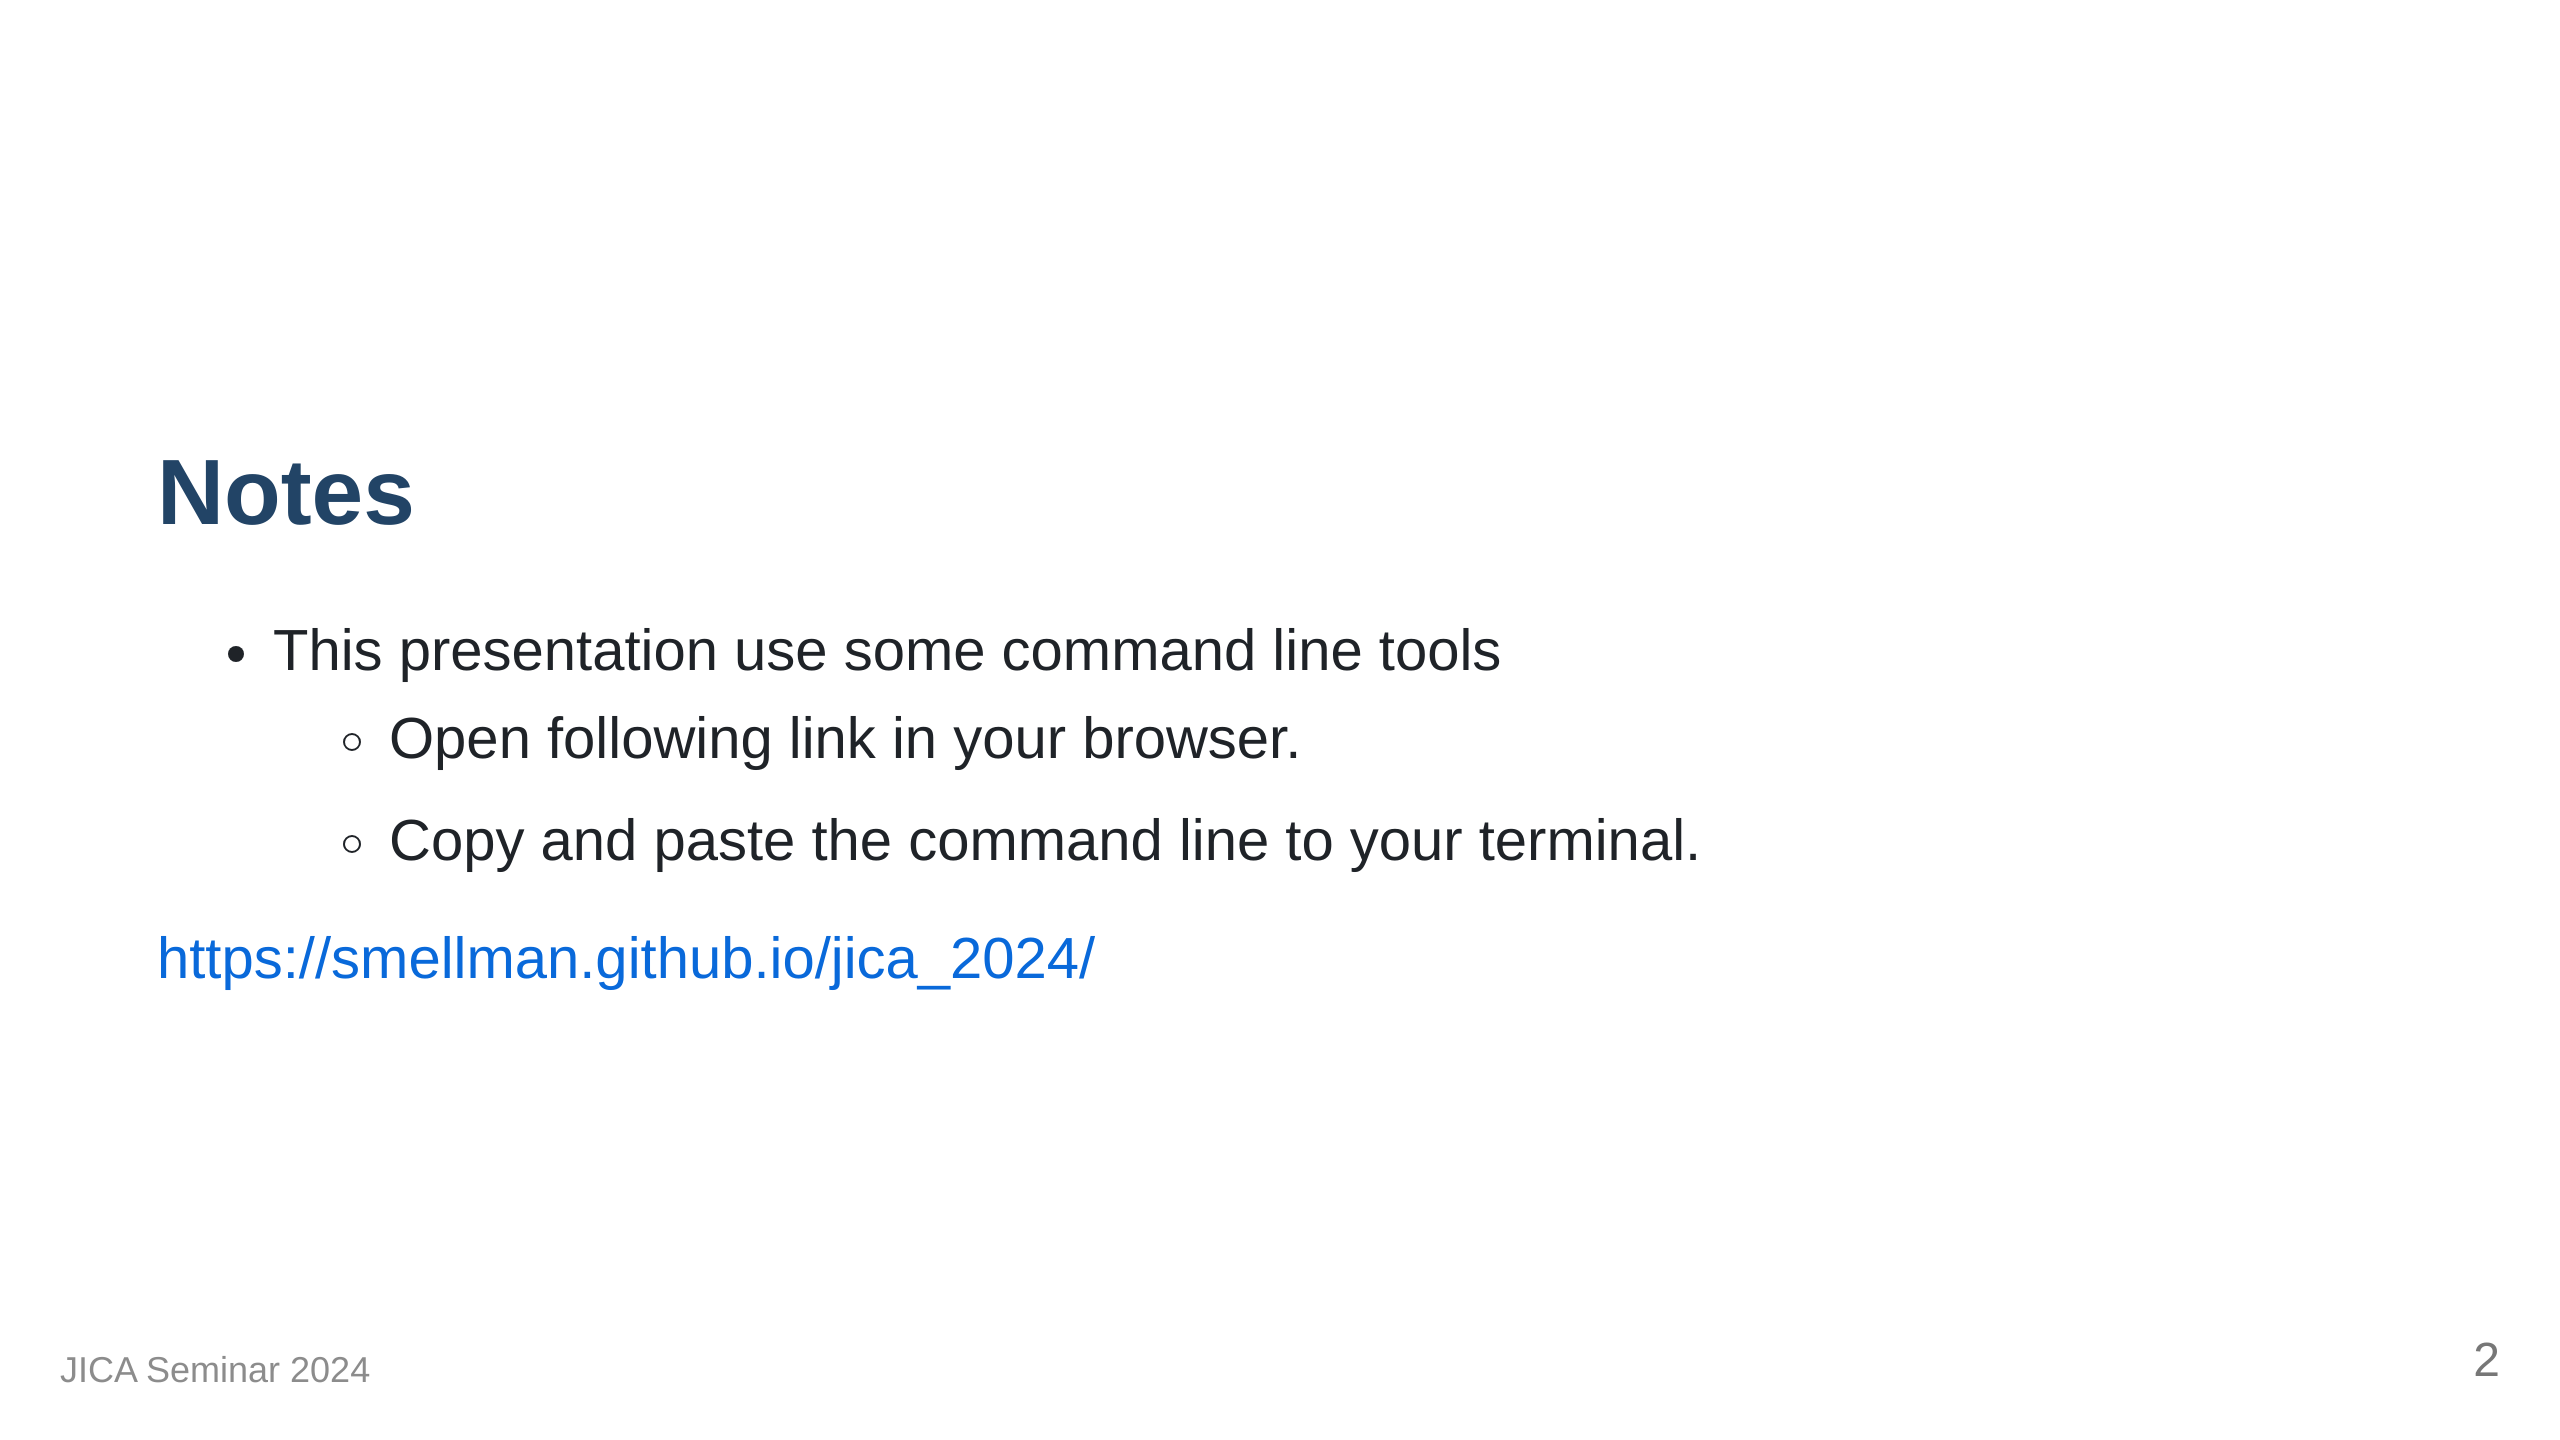 Notes
• This presentation use some command line tools
○ Open following link in your browser.
○ Copy and paste the command line to your terminal.
https://smellman.github.io/jica_2024/
JICA Seminar 2024
2